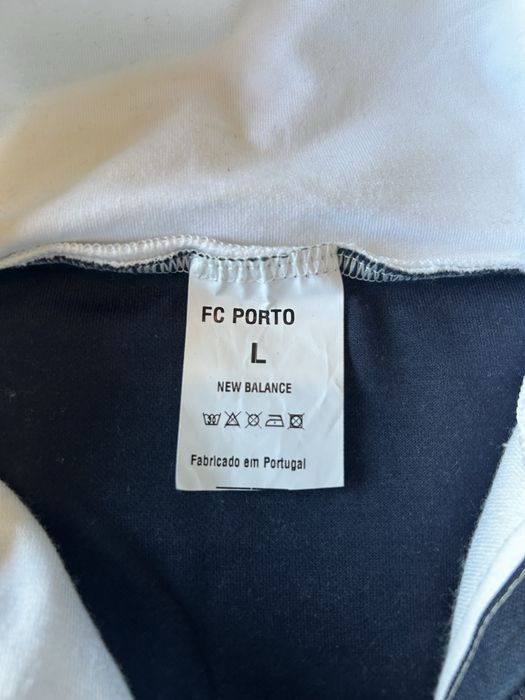 FC PORTO
L
NEW BALANCE
Fabricado em Portugal